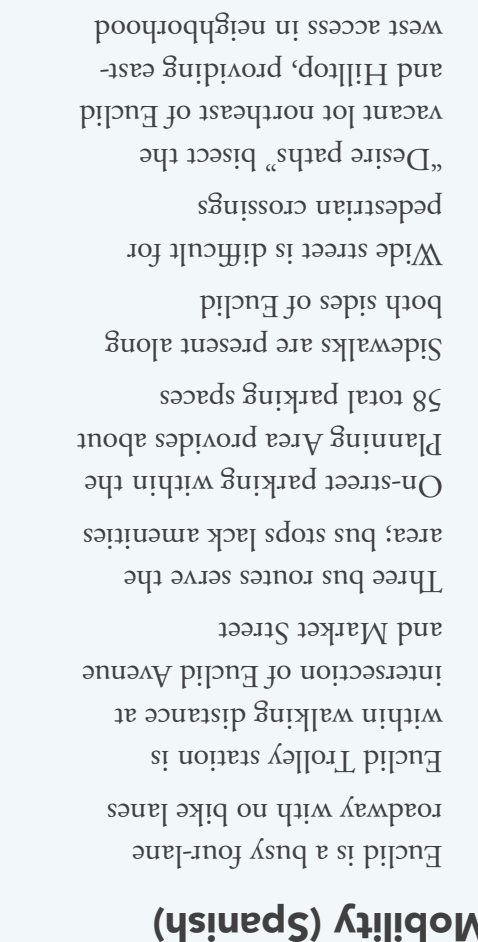 Mobility (Spanish)
Euclid is a busy four-lane
roadway with no bike lanes
Euclid Trolley station is
within walking distance at
intersection of Euclid Avenue
and Market Street
Three bus routes serve the
area; bus stops lack amenities
On-street parking within the
Planning Area provides about
58 total parking spaces
Sidewalks are present along
both sides of Euclid
Wide street is difficult for
pedestrian crossings
“Desire paths” bisect the
vacant lot northeast of Euclid
and Hilltop, providing east-
west access in neighborhood